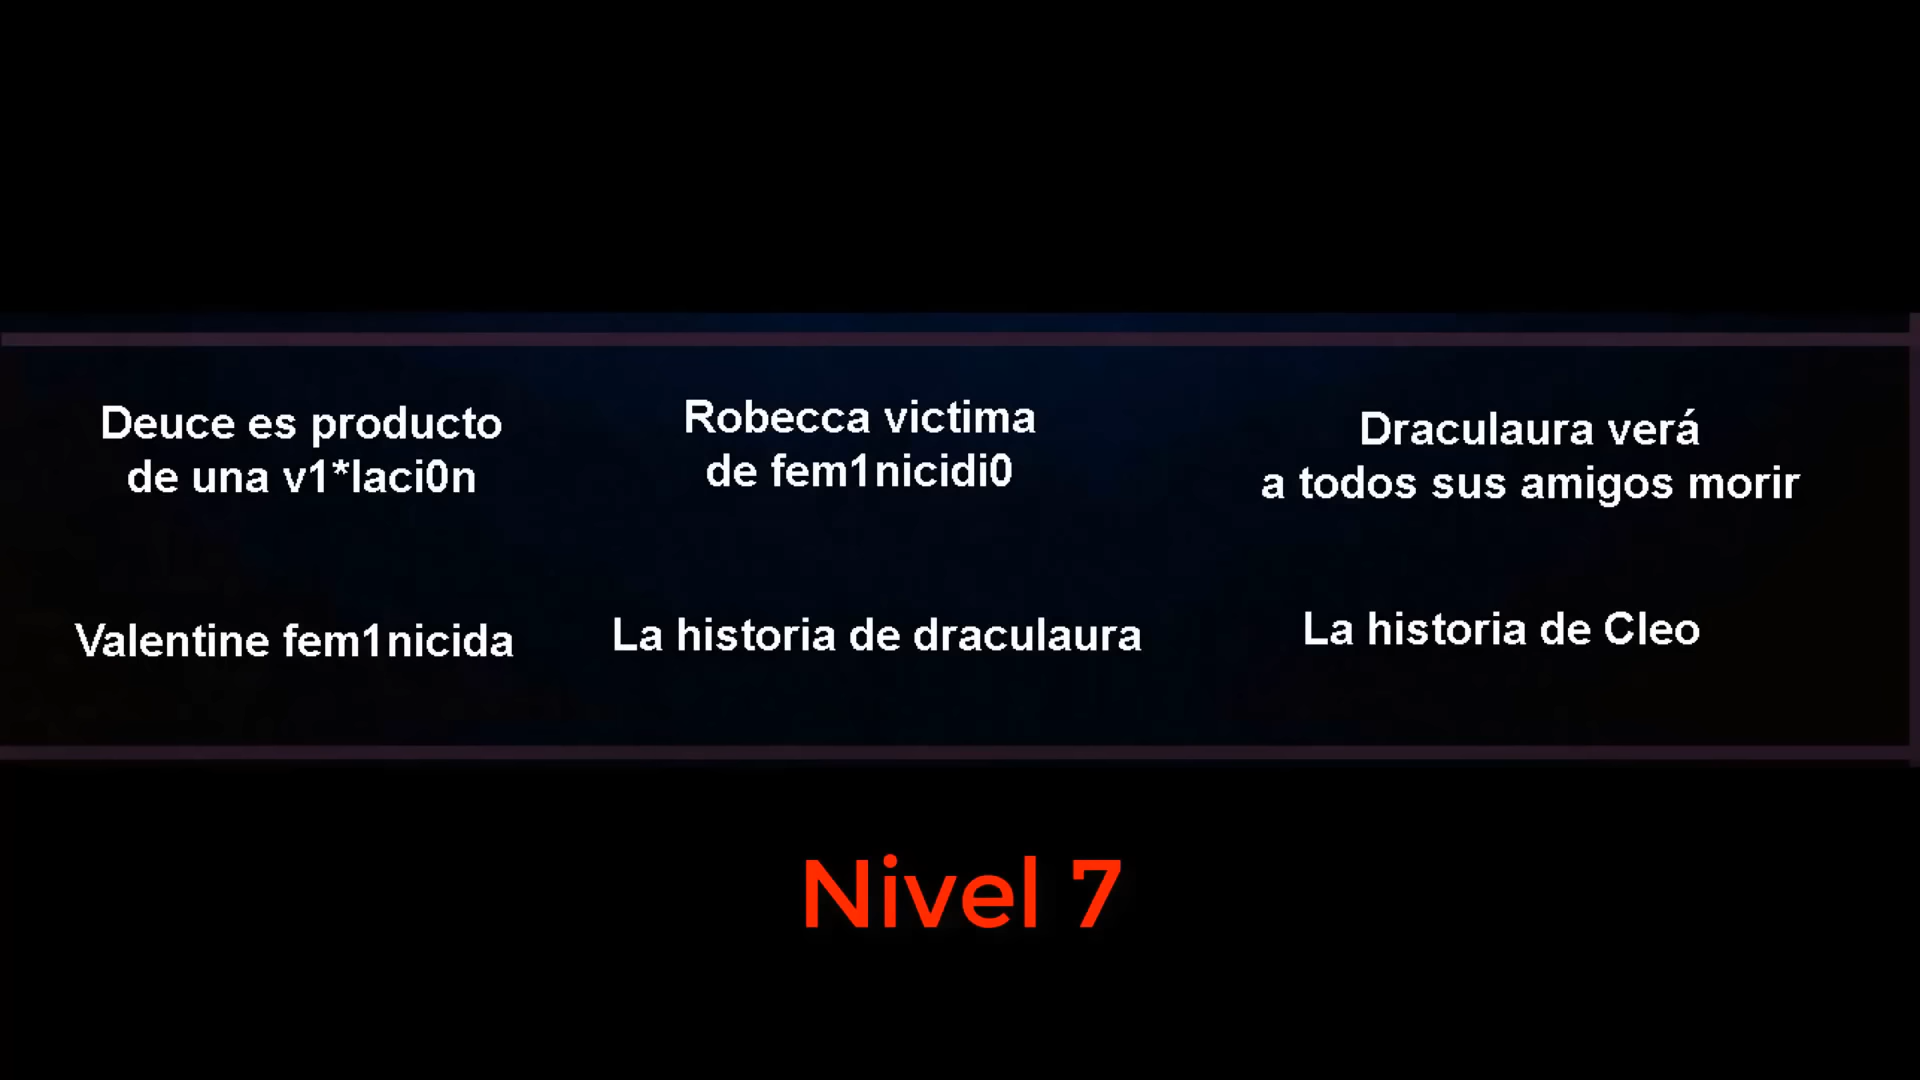 Deuce es producto
de una v1*laci0n
Robecca victima
de fem1nicidi0
Draculaura verá
a todos sus amigos morir
Valentine fem1nicida
La historia de draculaura
La historia de Cleo
Nivel 7